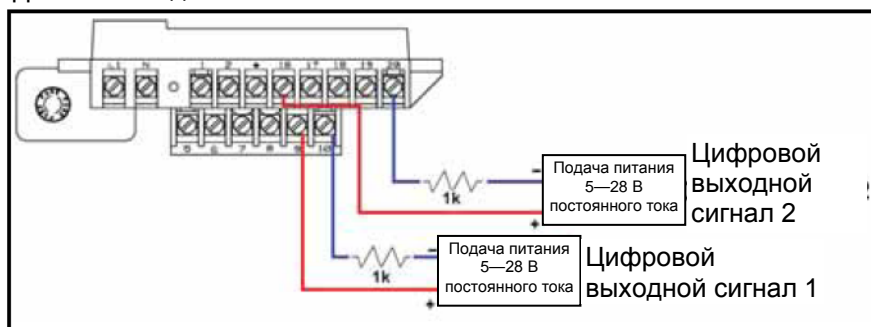 L1 N 1 2 + 16 17 18 19 20
5 6 7 8 9 10
Подача питания
5—28 В
постоянного тока
Цифровой
выходной
сигнал 2
1k
-
+
Подача питания
5—28 В
постоянного тока
Цифровой
выходной сигнал 1
1k
-
+